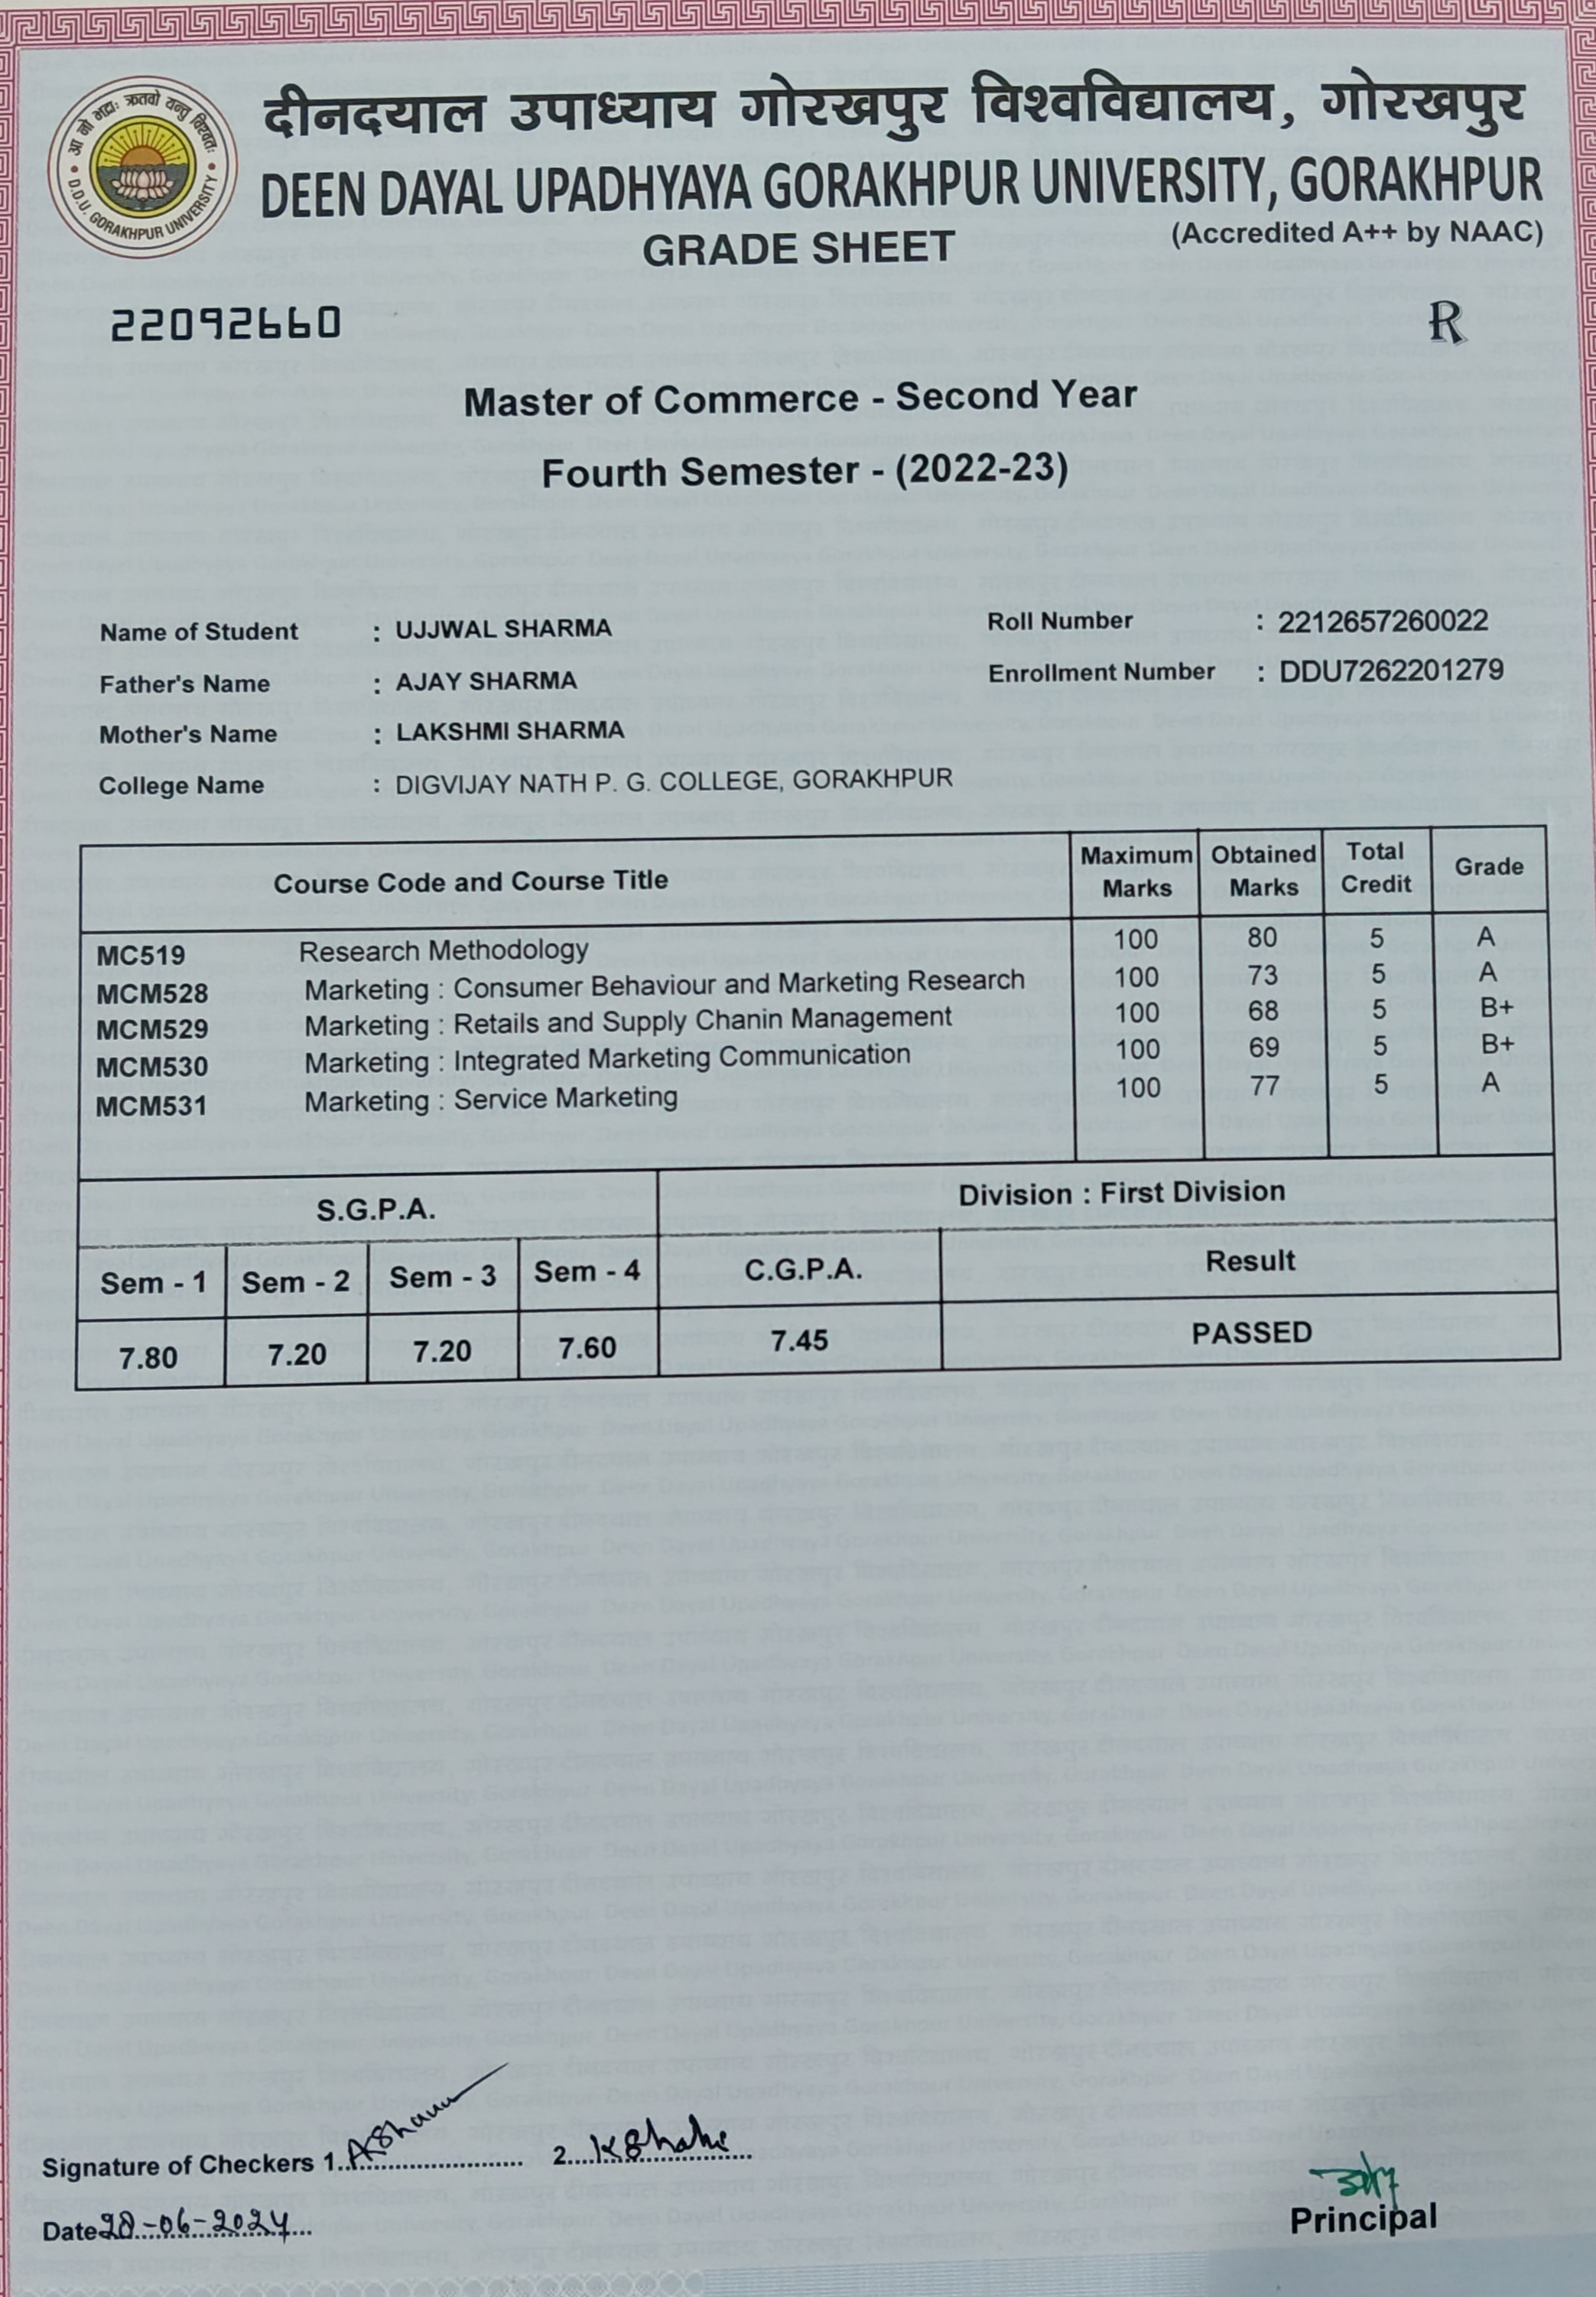 आ नो भद्राः क्रतवो यन्तु विश्वतः
D.D.U. GORAKHPUR UNIVERSITY
दीनदयाल उपाध्याय गोरखपुर विश्वविद्यालय, गोरखपुर
DEEN DAYAL UPADHYAYA GORAKHPUR UNIVERSITY, GORAKHPUR
(Accredited A++ by NAAC)
GRADE SHEET
22092660 R
Master of Commerce - Second Year
Fourth Semester - (2022-23)
Name of Student : UJJWAL SHARMA Roll Number : 2212657260022
Father's Name : AJAY SHARMA Enrollment Number : DDU7262201279
Mother's Name : LAKSHMI SHARMA
College Name : DIGVIJAY NATH P. G. COLLEGE, GORAKHPUR
Course Code and Course Title Maximum Marks Obtained Marks Total Credit Grade
MC519 Research Methodology 100 80 5 A
MCM528 Marketing : Consumer Behaviour and Marketing Research 100 73 5 A
MCM529 Marketing : Retails and Supply Chanin Management 100 68 5 B+
MCM530 Marketing : Integrated Marketing Communication 100 69 5 B+
MCM531 Marketing : Service Marketing 100 77 5 A
S.G.P.A. Division : First Division
Sem - 1 Sem - 2 Sem - 3 Sem - 4 C.G.P.A. Result
7.80 7.20 7.20 7.60 7.45 PASSED
Signature of Checkers 1. 2.
Date 28-06-2024
Principal